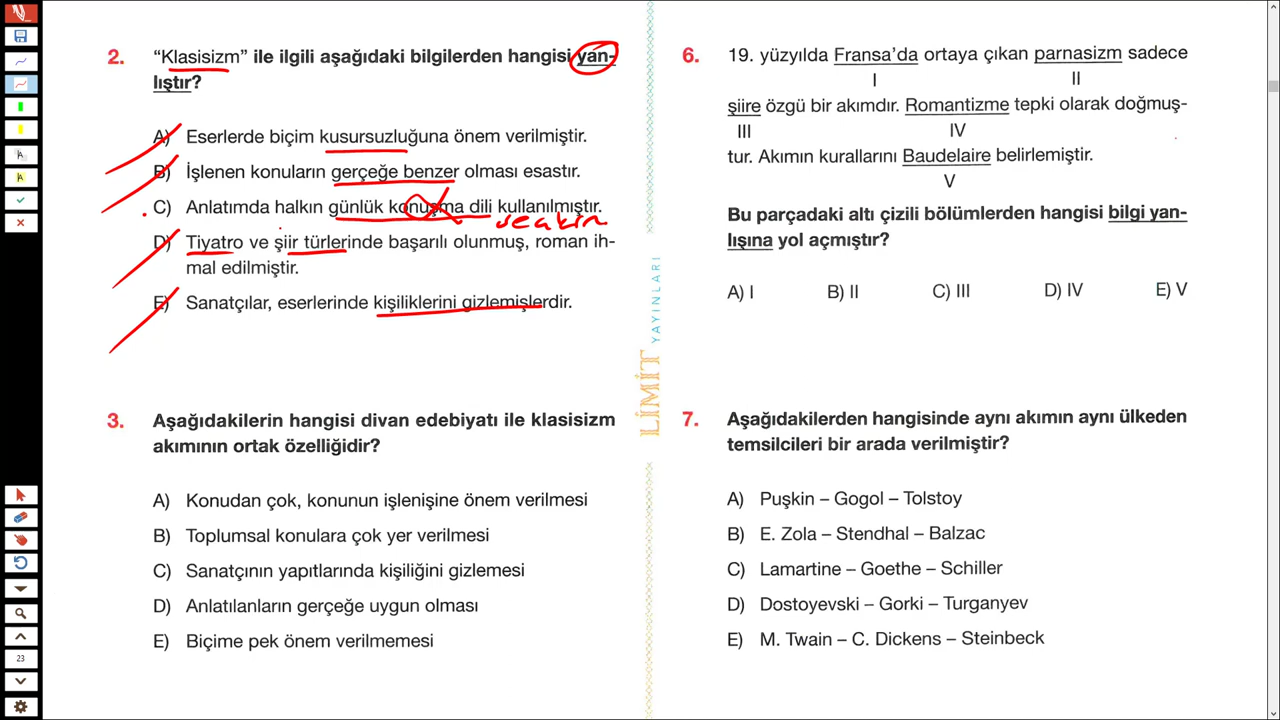 2. "Klasisizm" ile ilgili aşağıdaki bilgilerden hangisi yan-
lıştır?
A) Eserlerde biçim kusursuzluğuna önem verilmiştir.
B) İşlenen konuların gerçeğe benzer olması esastır.
C) Anlatımda halkın günlük konuşma dili kullanılmıştır.
seçkin
D) Tiyatro ve şiir türlerinde başarılı olunmuş, roman ih-
mal edilmiştir.
E) Sanatçılar, eserlerinde kişiliklerini gizlemişlerdir.
3. Aşağıdakilerin hangisi divan edebiyatı ile klasisizm
akımının ortak özelliğidir?
A) Konudan çok, konunun işlenişine önem verilmesi
B) Toplumsal konulara çok yer verilmesi
C) Sanatçının yapıtlarında kişiliğini gizlemesi
D) Anlatılanların gerçeğe uygun olması
E) Biçime pek önem verilmemesi
LİMİT YAYINLARI
6. 19. yüzyılda Fransa'da ortaya çıkan parnasizm sadece
I II
şiire özgü bir akımdır. Romantizme tepki olarak doğmuş-
III IV
tur. Akımın kurallarını Baudelaire belirlemiştir.
V
Bu parçadaki altı çizili bölümlerden hangisi bilgi yan-
lışına yol açmıştır?
A) I B) II C) III D) IV E) V
7. Aşağıdakilerden hangisinde aynı akımın aynı ülkeden
temsilcileri bir arada verilmiştir?
A) Puşkin – Gogol – Tolstoy
B) E. Zola – Stendhal – Balzac
C) Lamartine – Goethe – Schiller
D) Dostoyevski – Gorki – Turganyev
E) M. Twain – C. Dickens – Steinbeck
23